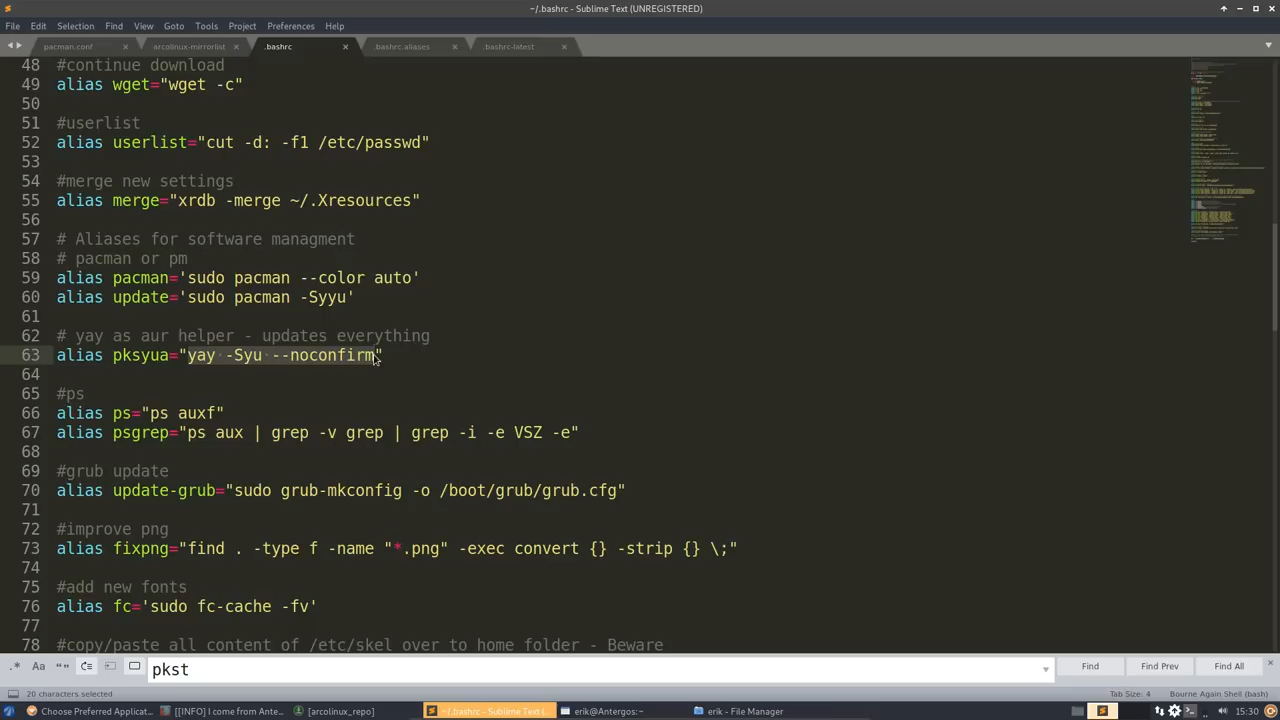 ~/.bashrc - Sublime Text (UNREGISTERED)
File Edit Selection Find View Goto Tools Project Preferences Help
pacman.conf × arcolinux-mirrorlist × .bashrc × .bashrc.aliases × .bashrc-latest ×
48 #continue download
49 alias wget="wget -c"
50
51 #userlist
52 alias userlist="cut -d: -f1 /etc/passwd"
53
54 #merge new settings
55 alias merge="xrdb -merge ~/.Xresources"
56
57 # Aliases for software managment
58 # pacman or pm
59 alias pacman='sudo pacman --color auto'
60 alias update='sudo pacman -Syyu'
61
62 # yay as aur helper - updates everything
63 alias pksyua="yay -Syu --noconfirm"
64
65 #ps
66 alias ps="ps auxf"
67 alias psgrep="ps aux | grep -v grep | grep -i -e VSZ -e"
68
69 #grub update
70 alias update-grub="sudo grub-mkconfig -o /boot/grub/grub.cfg"
71
72 #improve png
73 alias fixpng="find . -type f -name "*.png" -exec convert {} -strip {} \;"
74
75 #add new fonts
76 alias fc='sudo fc-cache -fv'
77
78 #copy/paste all content of /etc/skel over to home folder - Beware
.* Aa “” pkst Find Find Prev Find All ×
20 characters selected Tab Size: 4 Bourne Again Shell (bash)
Choose Preferred Applicat... [[INFO] I come from Ante... [arcolinux_repo] ~/.bashrc - Sublime Text (... erik@Antergos:~ erik - File Manager 15:30